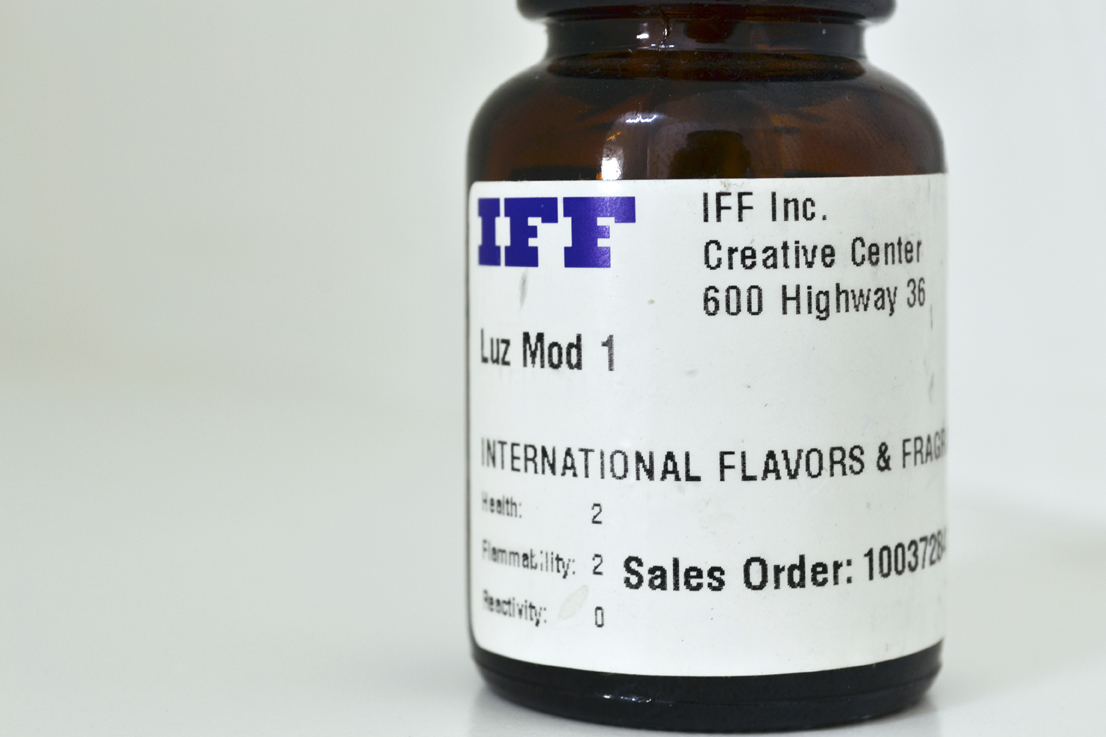 IFF
IFF Inc.
Creative Center
600 Highway 36
Luz Mod 1
INTERNATIONAL FLAVORS & FRAGR
Health: 2
Flammability: 2
Sales Order: 1003728
Reactivity: 0